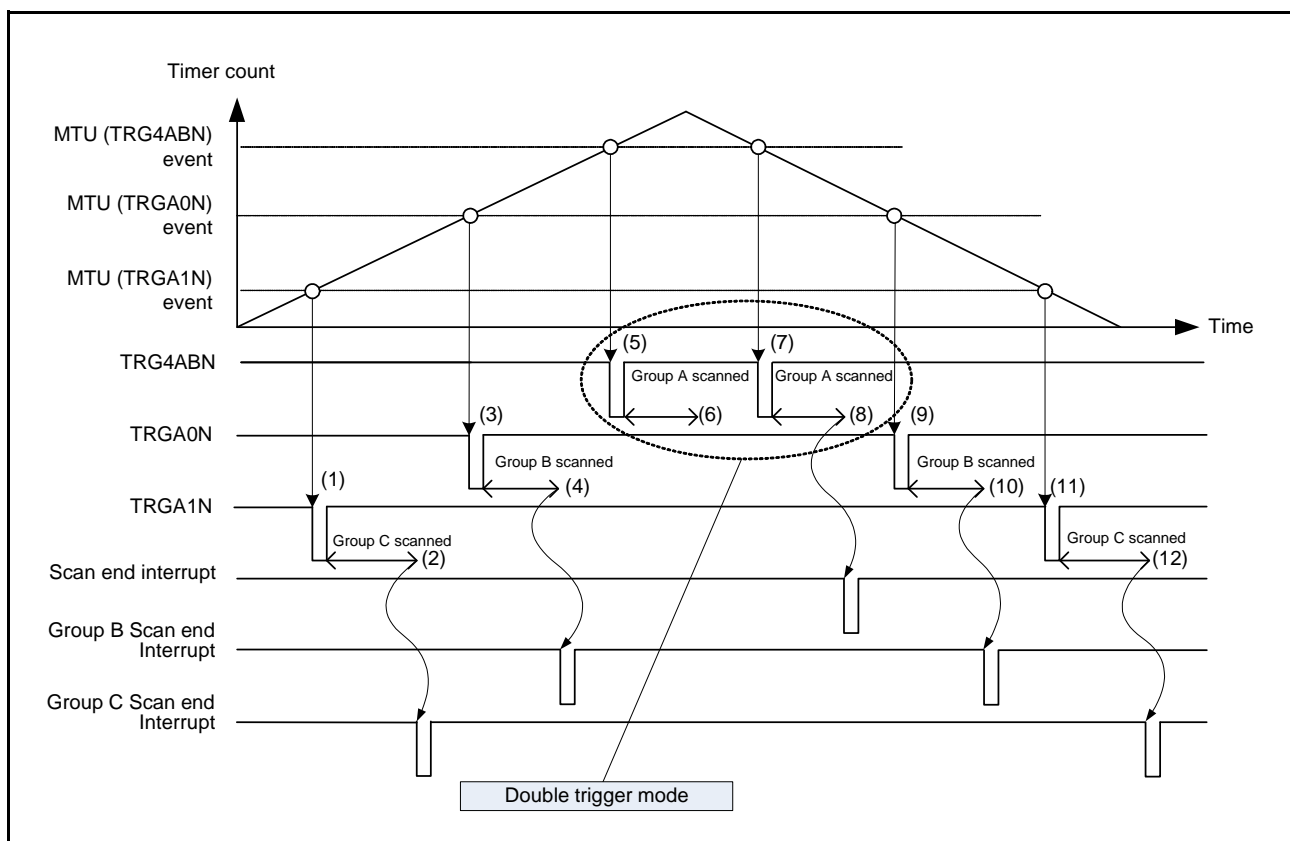 Timer count
MTU (TRG4ABN)
event
MTU (TRGA0N)
event
MTU (TRGA1N)
event
Time
TRG4ABN
(5)
(7)
Group A scanned
Group A scanned
(6)
(8)
TRGA0N
(3)
(9)
Group B scanned
(4)
Group B scanned
(10)
TRGA1N
(1)
(11)
Group C scanned
(2)
Group C scanned
(12)
Scan end interrupt
Group B Scan end
Interrupt
Group C Scan end
Interrupt
Double trigger mode